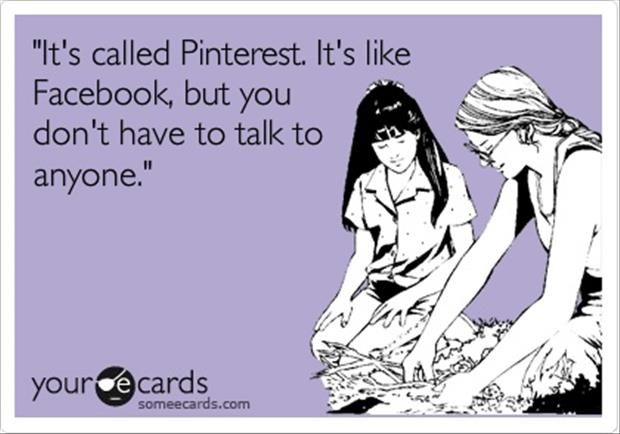 "It's called Pinterest. It's like
Facebook, but you
don't have to talk to
anyone."
your e cards
someecards.com